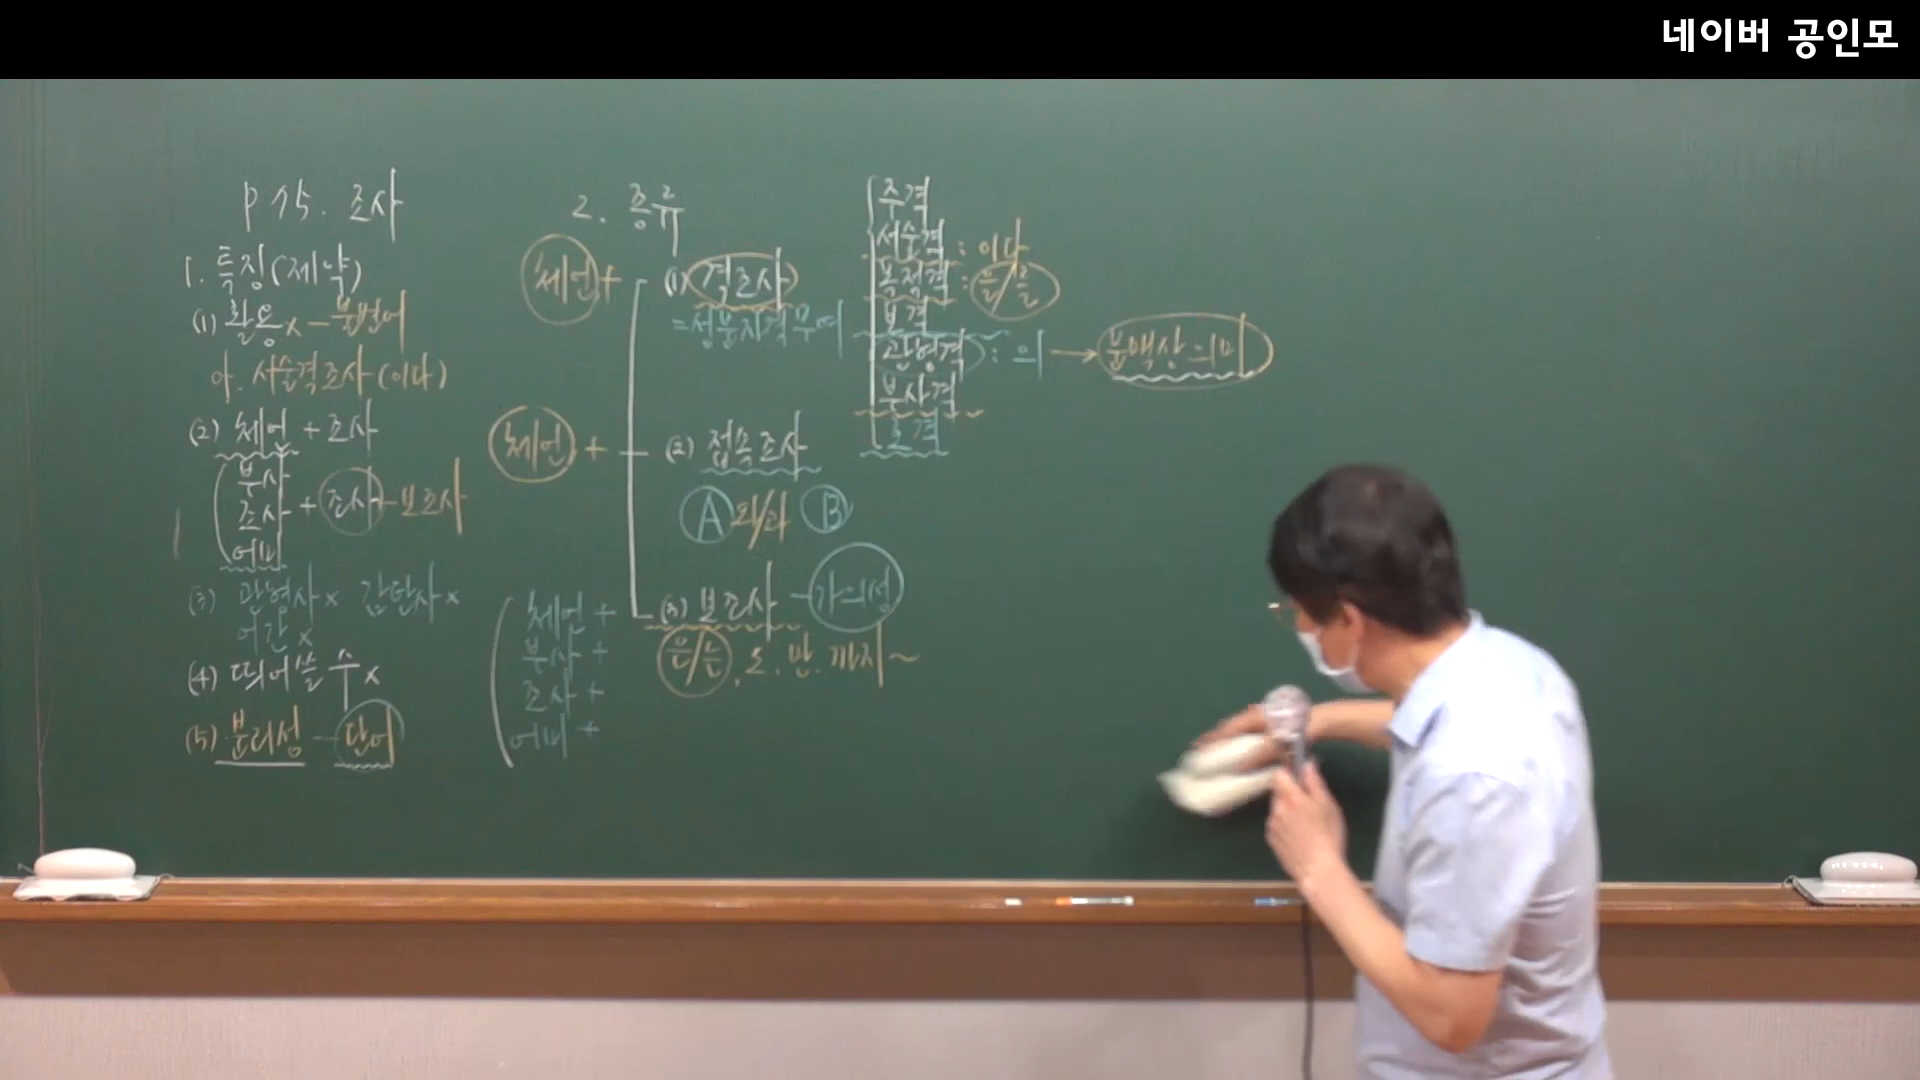 네이버 공인모
P 15. 조사
1. 특징(제약)
(1) 활용x - 불변어
아. 서술격조사(이다)
(2) 체언 + 조사
부사
조사 + 조사 - 보조사
어미
(3) 관형사x 감탄사x
어간x
(4) 띄어쓸 수 x
(5) 분리성 - 단어
2. 종류
체언 + (1) 격조사
=성분자격부여
주격
서술격 : 이다
목적격 : 을/를
보격
관형격 : 의 → 문맥상 의미
부사격
호격
체언 + (2) 접속조사
A 와/과 B
(3) 보조사 - 다의성
은/는, 도, 만, 까지~
체언 +
부사 +
조사 +
어미 +